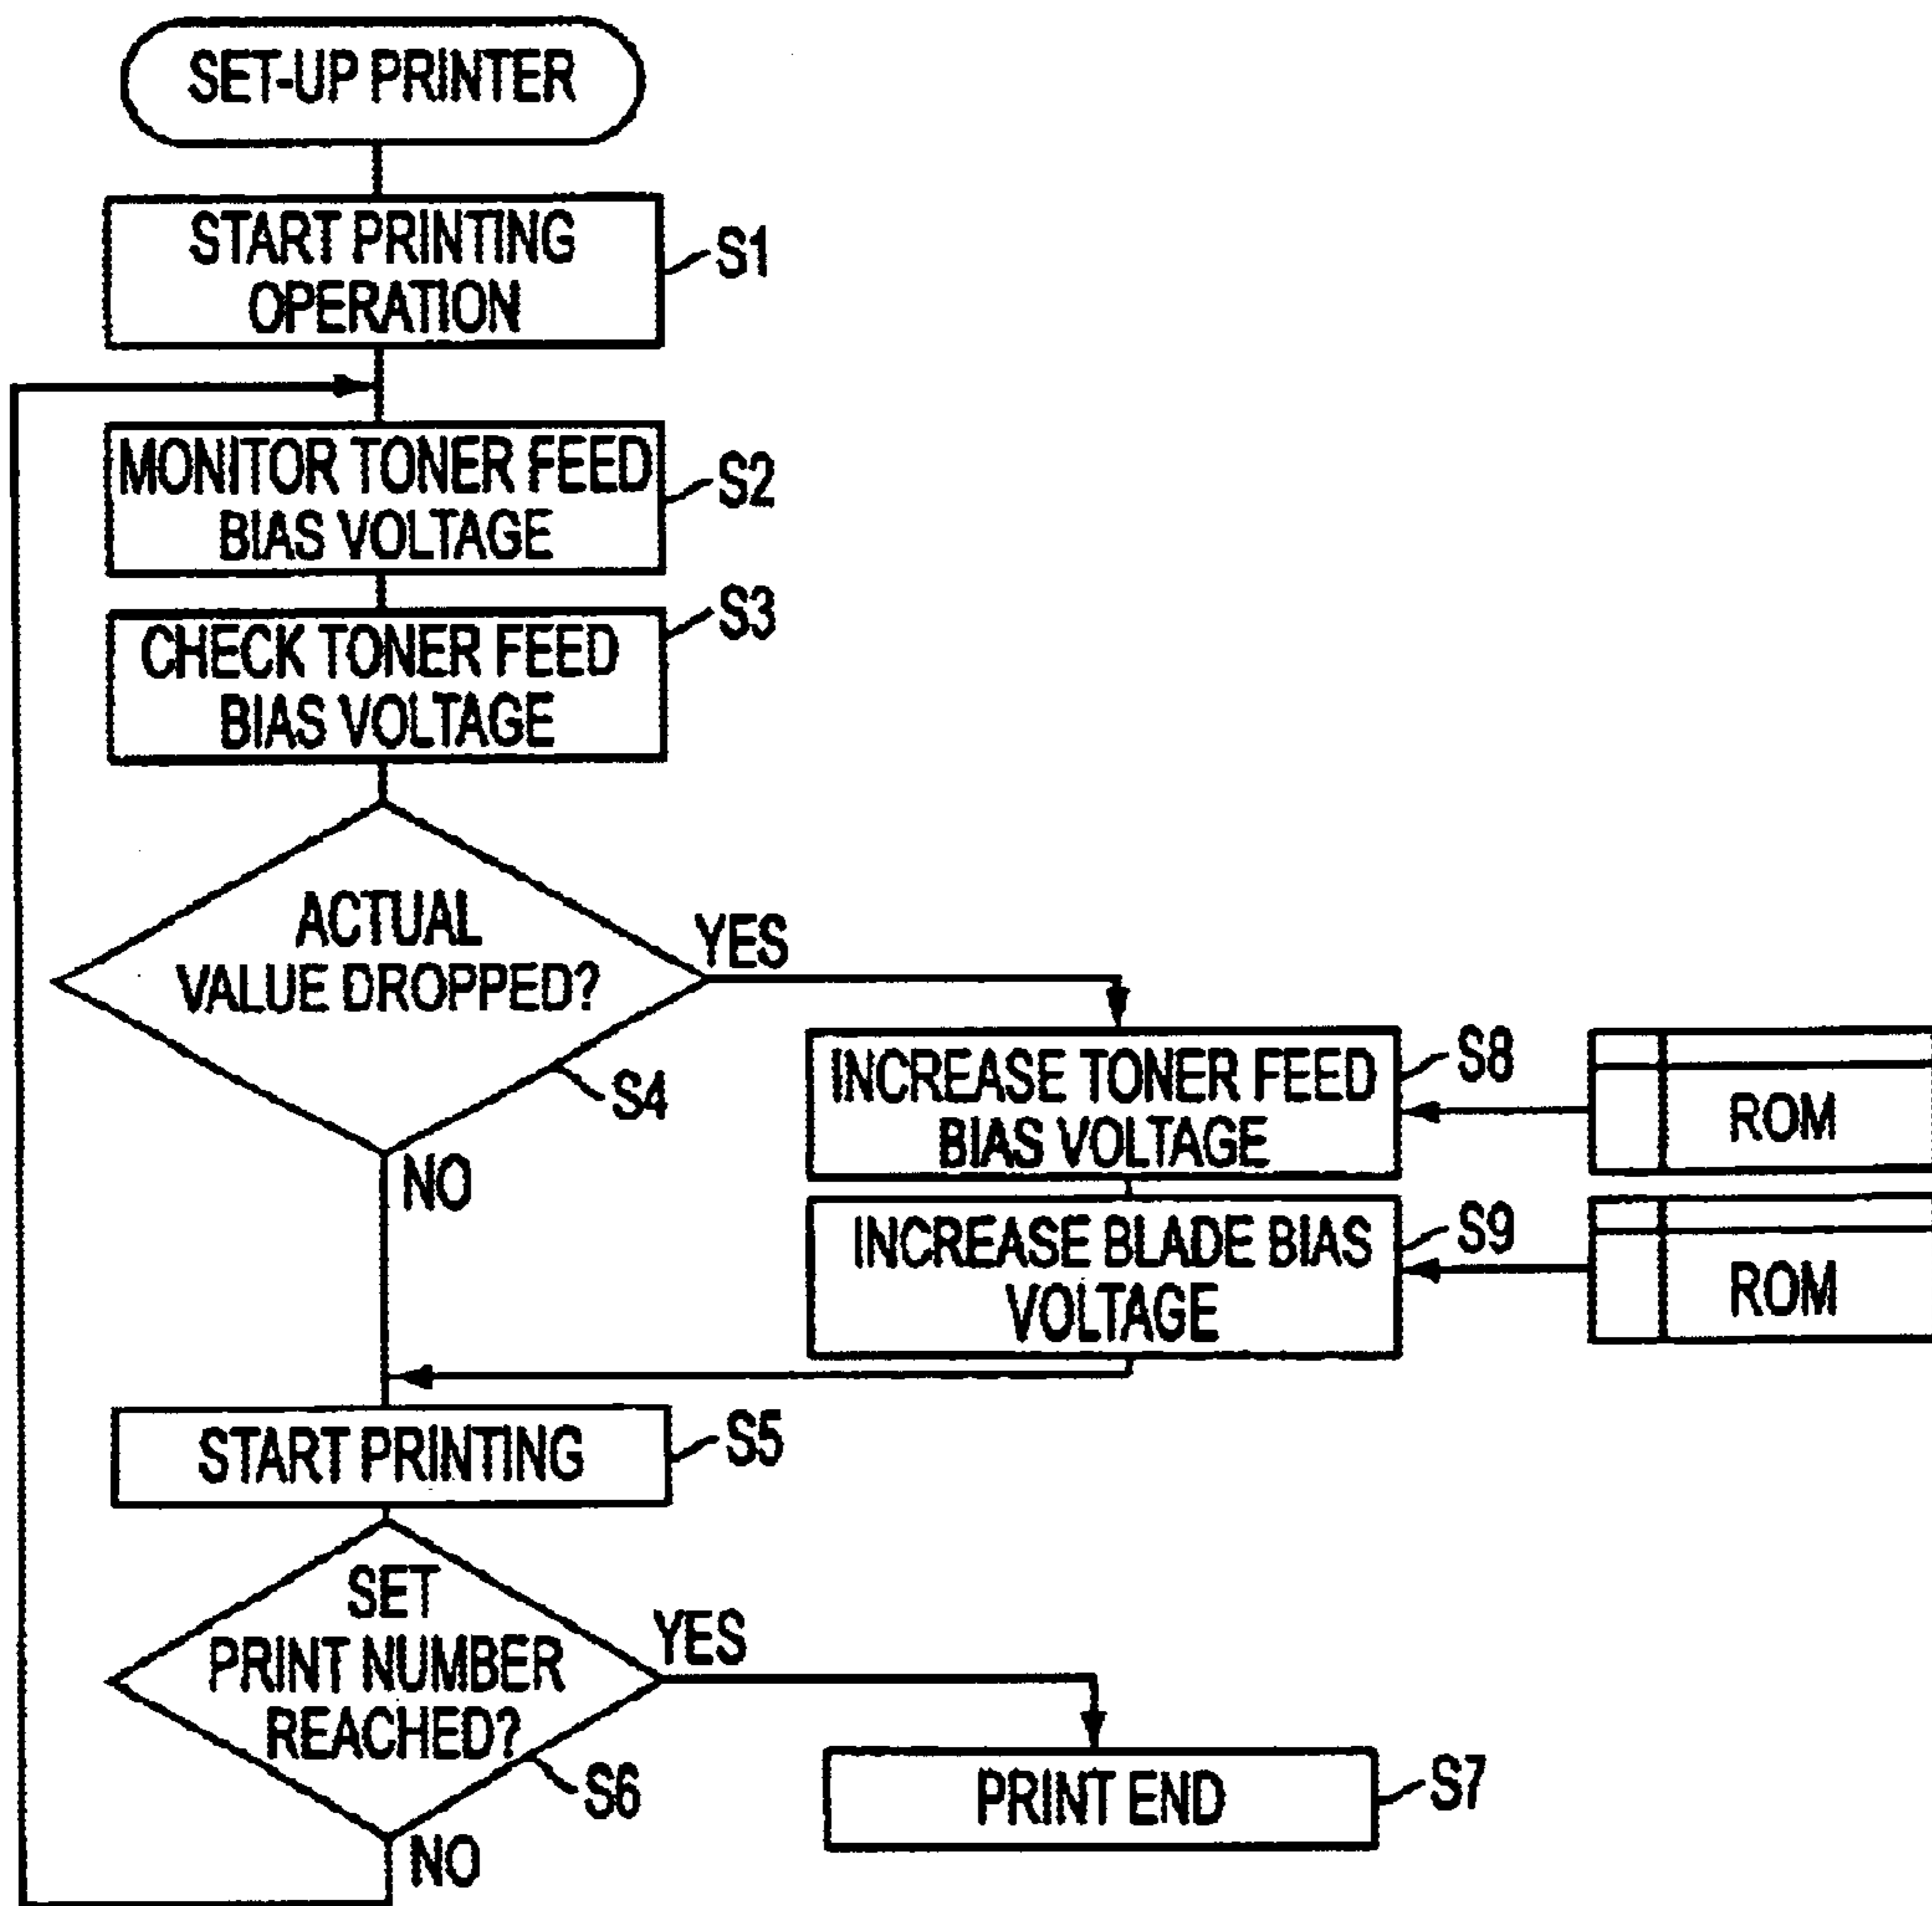 SET-UP PRINTER
START PRINTING
OPERATION
S1
MONITOR TONER FEED
BIAS VOLTAGE
S2
CHECK TONER FEED
BIAS VOLTAGE
S3
ACTUAL
VALUE DROPPED?
S4
YES
NO
INCREASE TONER FEED
BIAS VOLTAGE
S8
ROM
INCREASE BLADE BIAS
VOLTAGE
S9
ROM
START PRINTING
S5
SET
PRINT NUMBER
REACHED?
S6
YES
NO
PRINT END
S7